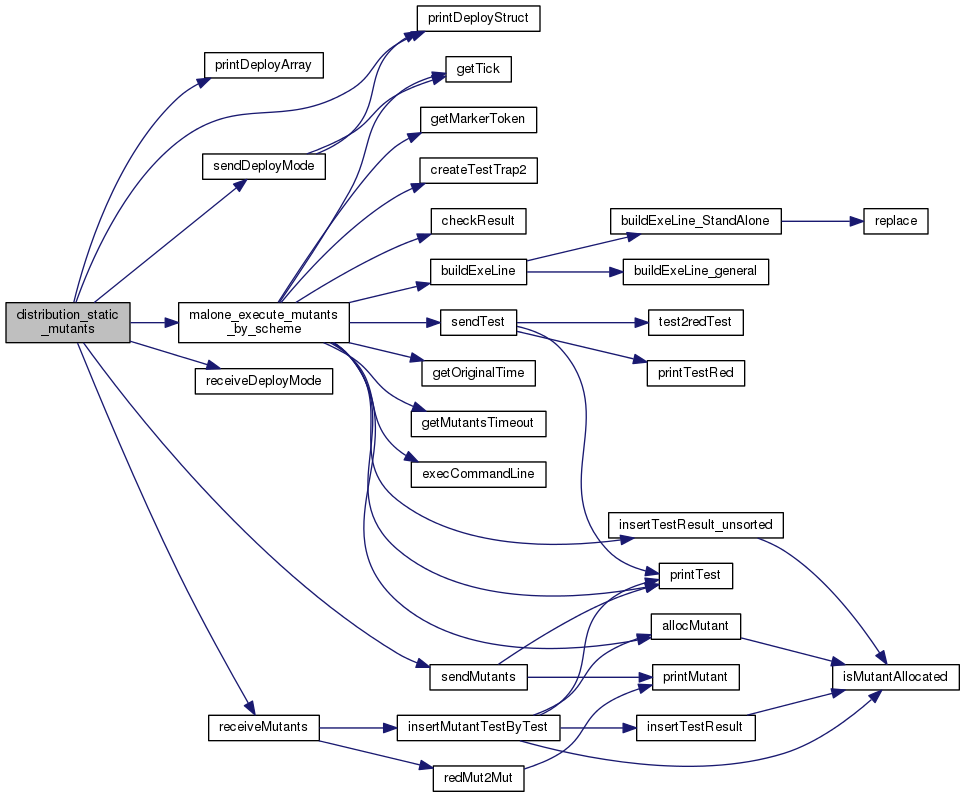 printDeployStruct
printDeployArray
getTick
getMarkerToken
sendDeployMode
createTestTrap2
checkResult
buildExeLine_StandAlone
replace
buildExeLine
buildExeLine_general
distribution_static
_mutants
malone_execute_mutants
_by_scheme
sendTest
test2redTest
receiveDeployMode
getOriginalTime
printTestRed
getMutantsTimeout
execCommandLine
insertTestResult_unsorted
printTest
allocMutant
sendMutants
printMutant
isMutantAllocated
receiveMutants
insertMutantTestByTest
insertTestResult
redMut2Mut